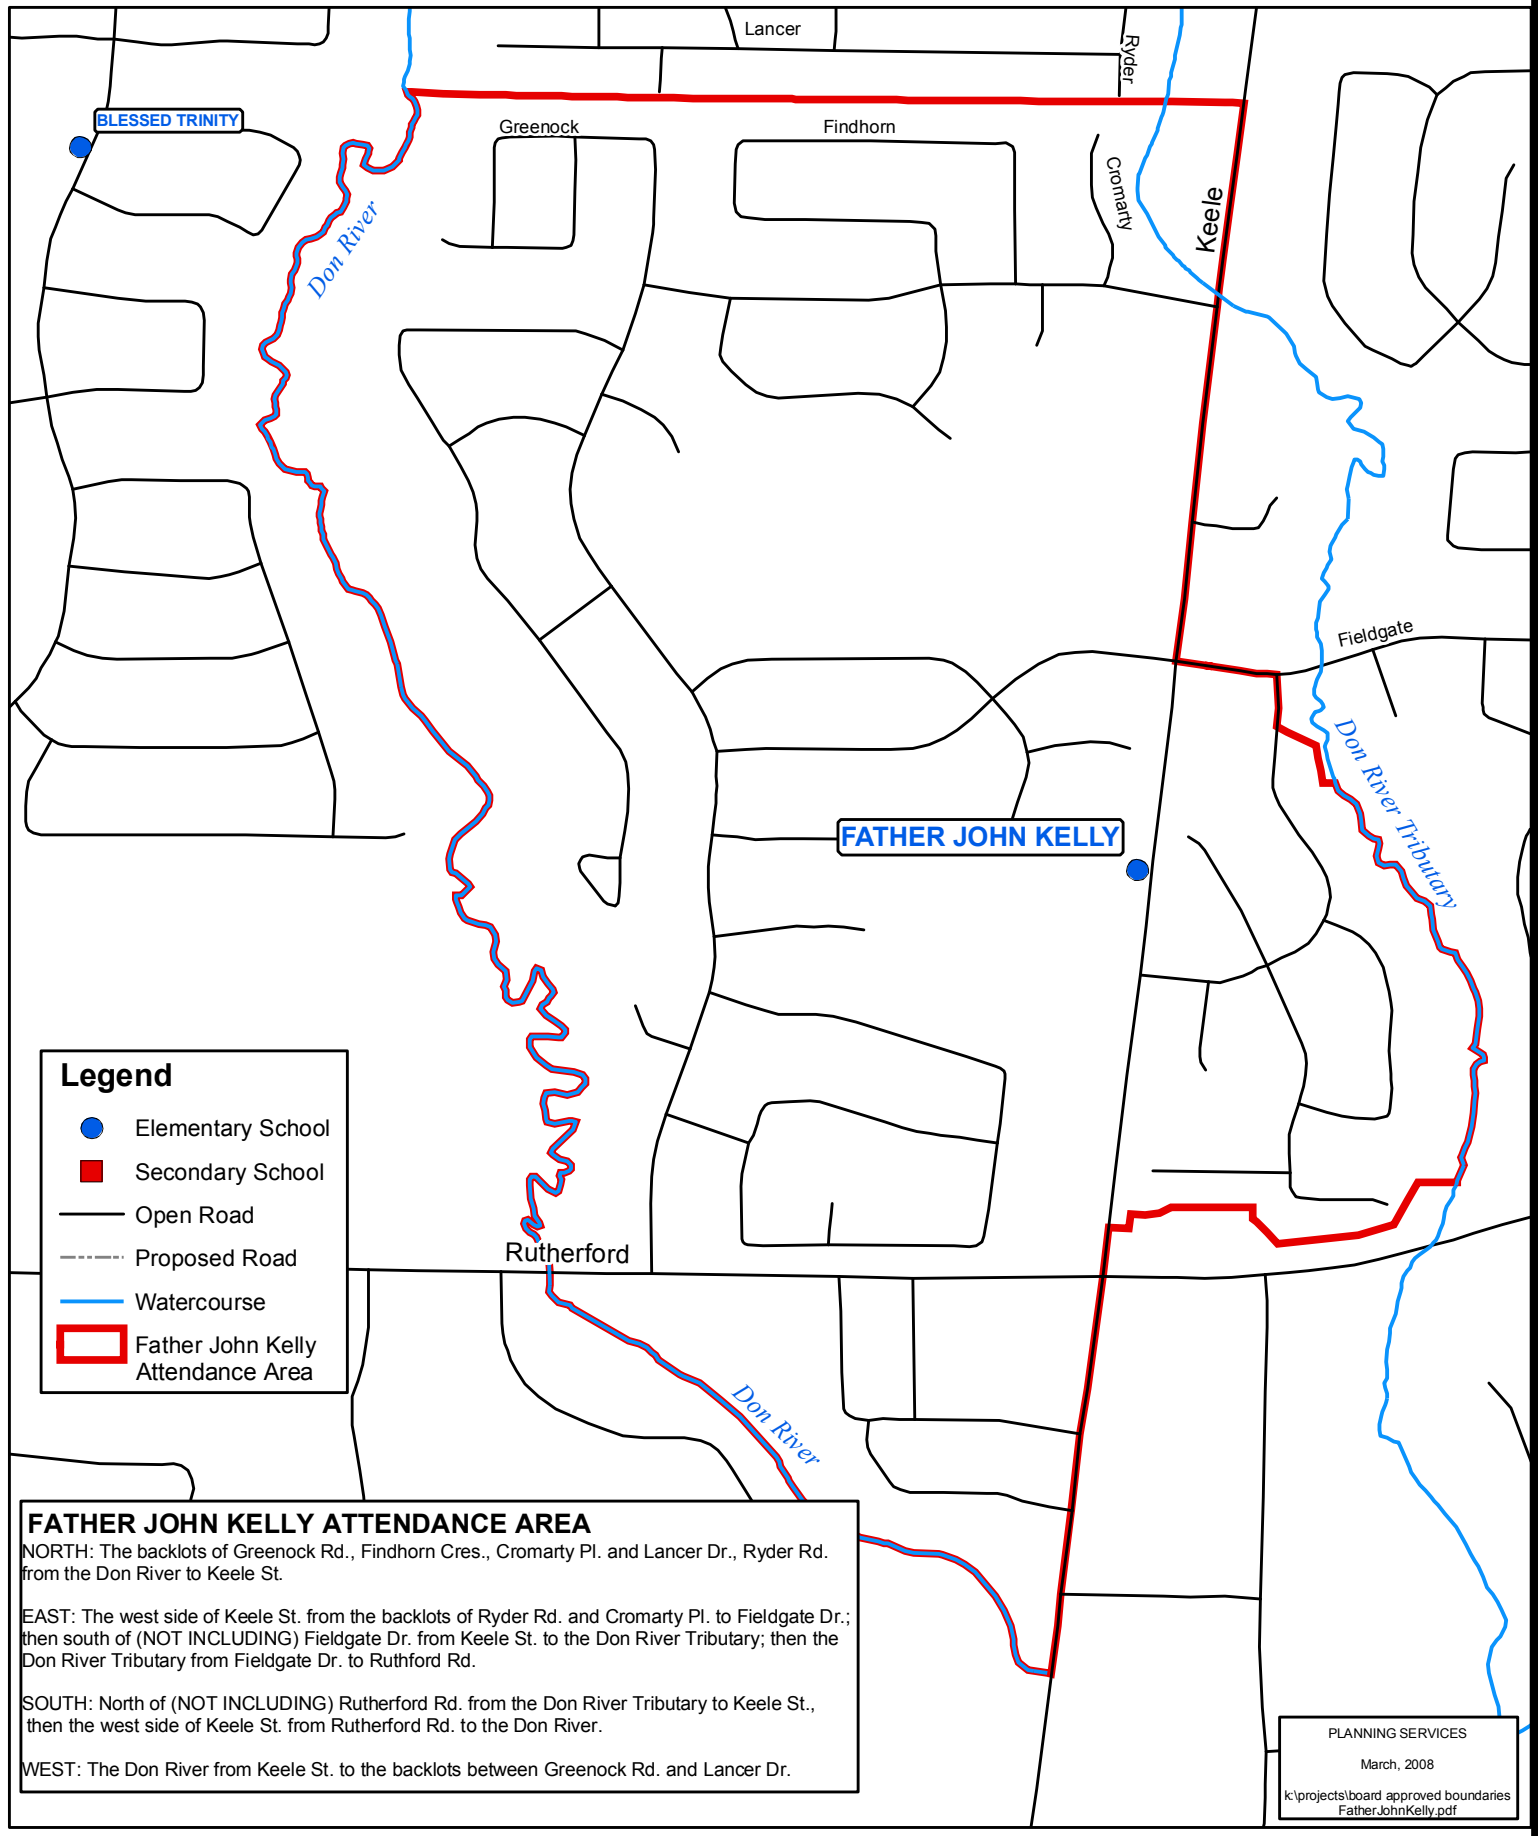 Lancer
Ryder
BLESSED TRINITY
Greenock
Findhorn
Cromarty
Keele
Don River
Fieldgate
Don River Tributary
FATHER JOHN KELLY
Legend
Elementary School
Secondary School
Open Road
Proposed Road
Watercourse
Father John Kelly
Attendance Area
Rutherford
Don River
FATHER JOHN KELLY ATTENDANCE AREA
NORTH: The backlots of Greenock Rd., Findhorn Cres., Cromarty Pl. and Lancer Dr., Ryder Rd.
from the Don River to Keele St.
EAST: The west side of Keele St. from the backlots of Ryder Rd. and Cromarty Pl. to Fieldgate Dr.;
then south of (NOT INCLUDING) Fieldgate Dr. from Keele St. to the Don River Tributary; then the
Don River Tributary from Fieldgate Dr. to Ruthford Rd.
SOUTH: North of (NOT INCLUDING) Rutherford Rd. from the Don River Tributary to Keele St.,
then the west side of Keele St. from Rutherford Rd. to the Don River.
WEST: The Don River from Keele St. to the backlots between Greenock Rd. and Lancer Dr.
PLANNING SERVICES
March, 2008
k:\projects\board approved boundaries
FatherJohnKelly.pdf